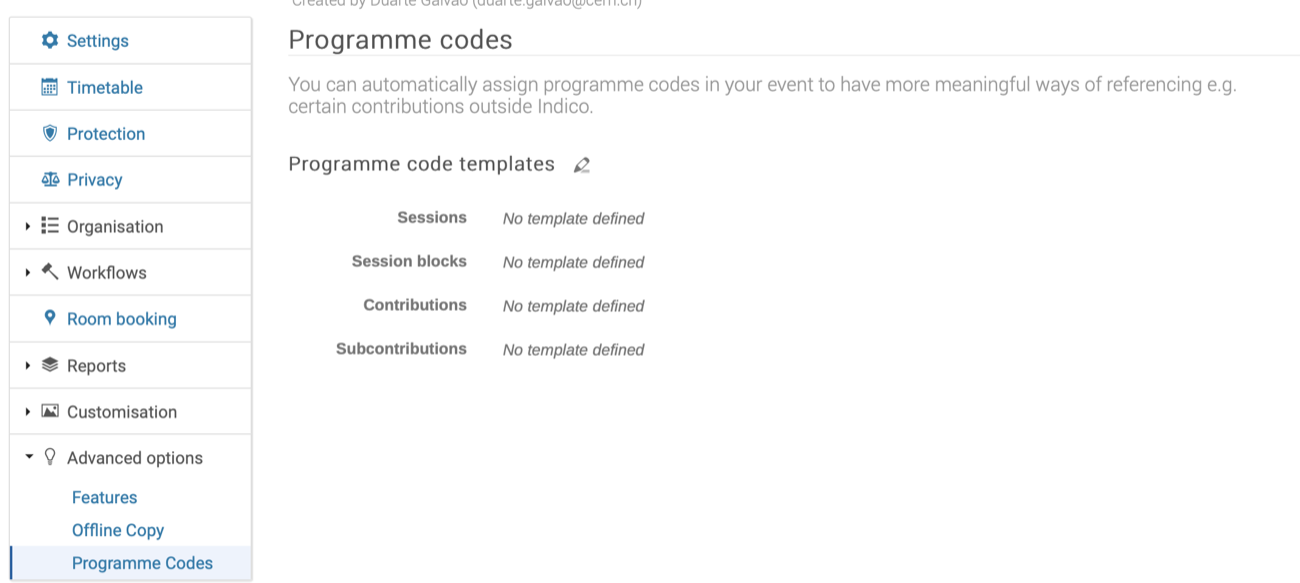 Created by Duarte Galvao (duarte.galvao@cern.ch)
Settings
Timetable
Protection
Privacy
Organisation
Workflows
Room booking
Reports
Customisation
Advanced options
Features
Offline Copy
Programme Codes
Programme codes
You can automatically assign programme codes in your event to have more meaningful ways of referencing e.g.
certain contributions outside Indico.
Programme code templates
Sessions No template defined
Session blocks No template defined
Contributions No template defined
Subcontributions No template defined